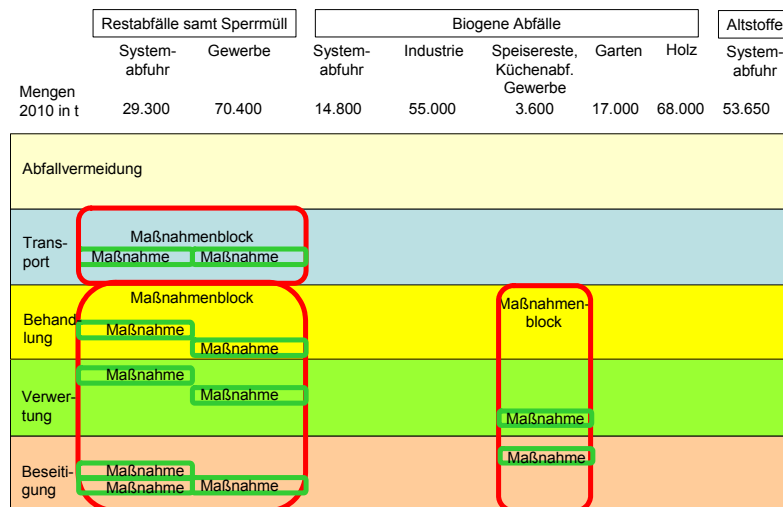 Restabfälle samt Sperrmüll
Biogene Abfälle
Altstoffe
System-
abfuhr
Gewerbe
System-
abfuhr
Industrie
Speisereste,
Küchenabf.
Gewerbe
Garten
Holz
System-
abfuhr
Mengen
2010 in t
29.300
70.400
14.800
55.000
3.600
17.000
68.000
53.650
Abfallvermeidung
Trans-
port
Maßnahmenblock
Maßnahme
Maßnahme
Behand-
lung
Maßnahmenblock
Maßnahme
Maßnahme
Maßnahmen-
block
Verwer-
tung
Maßnahme
Maßnahme
Maßnahme
Beseiti-
gung
Maßnahme
Maßnahme
Maßnahme
Maßnahme